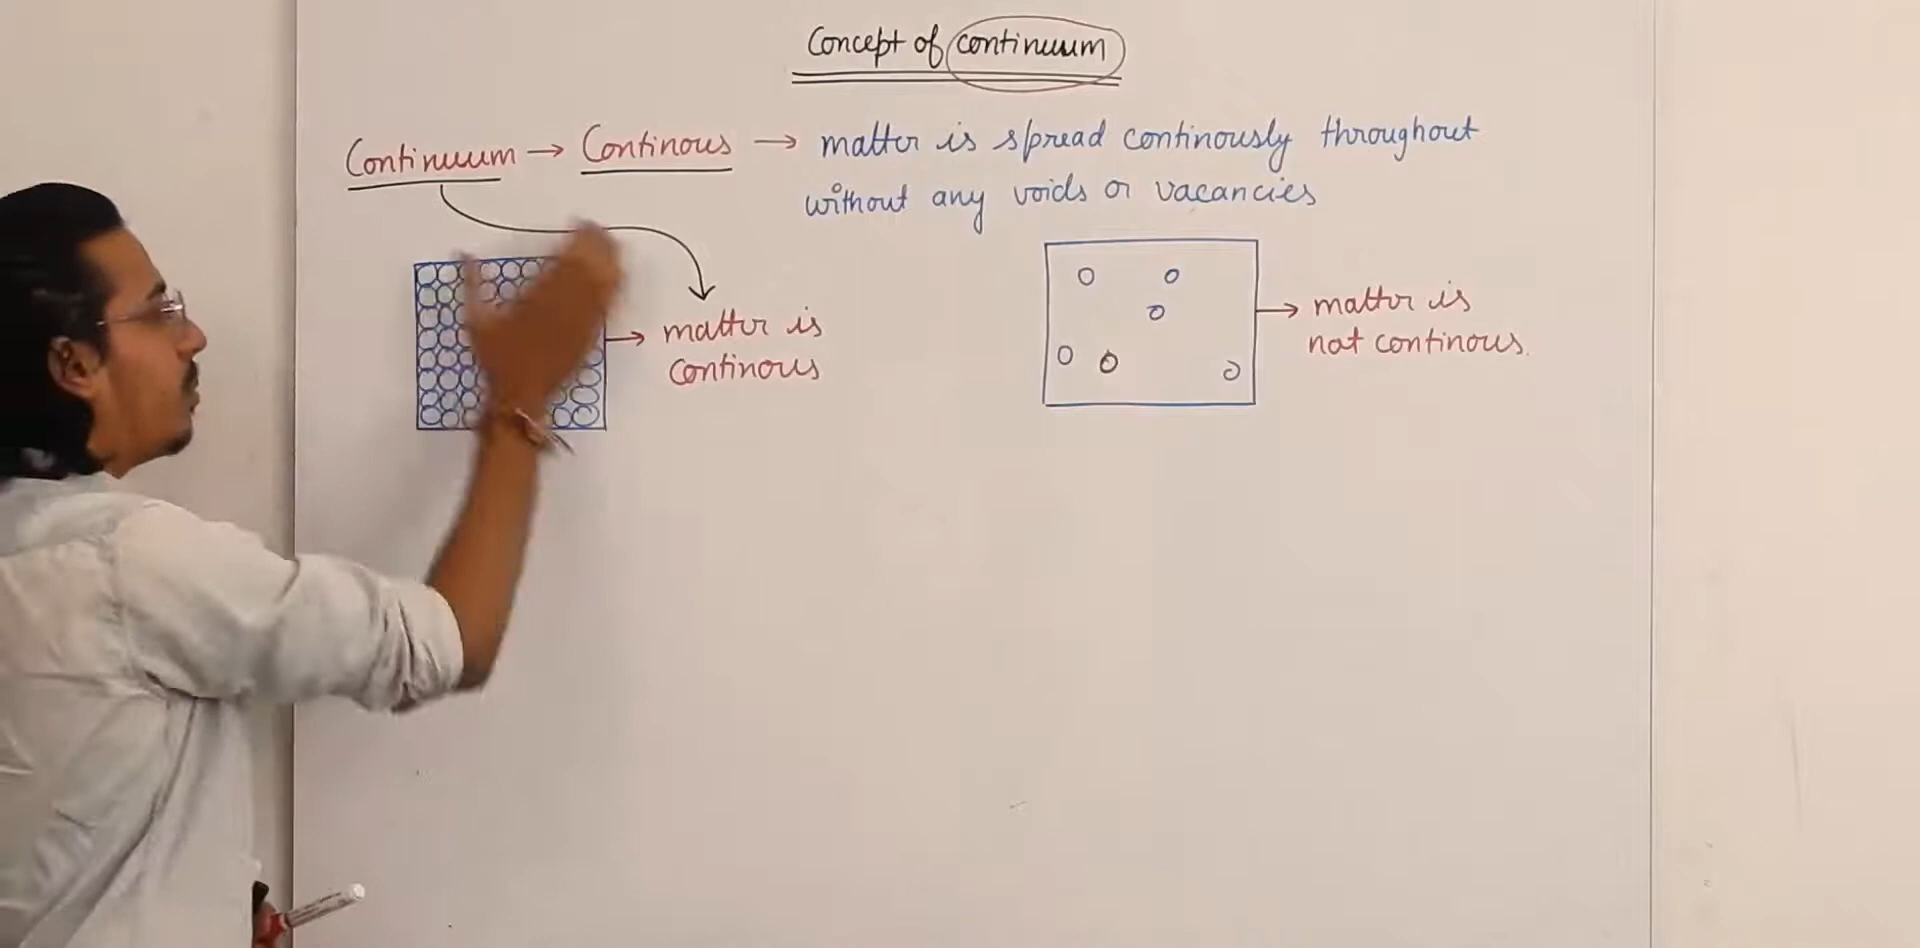 Concept of continuum
Continuum → Continous → matter is spread continously throughout
without any voids or vacancies
matter is
continous
matter is
not continous.